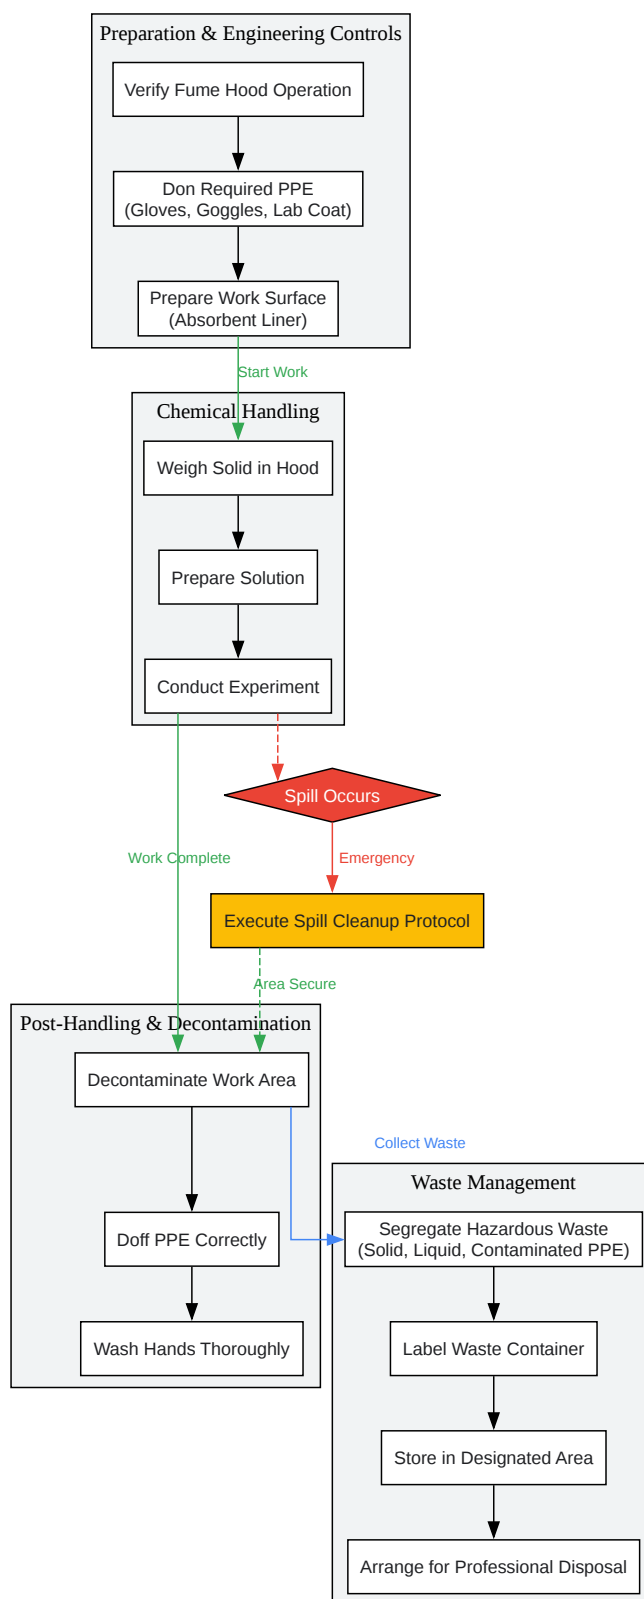 Preparation & Engineering Controls
Verify Fume Hood Operation
Don Required PPE
(Gloves, Goggles, Lab Coat)
Prepare Work Surface
(Absorbent Liner)
Start Work
Chemical Handling
Weigh Solid in Hood
Prepare Solution
Conduct Experiment
Spill Occurs
Work Complete
Emergency
Execute Spill Cleanup Protocol
Area Secure
Post-Handling & Decontamination
Decontaminate Work Area
Collect Waste
Waste Management
Doff PPE Correctly
Segregate Hazardous Waste
(Solid, Liquid, Contaminated PPE)
Wash Hands Thoroughly
Label Waste Container
Store in Designated Area
Arrange for Professional Disposal